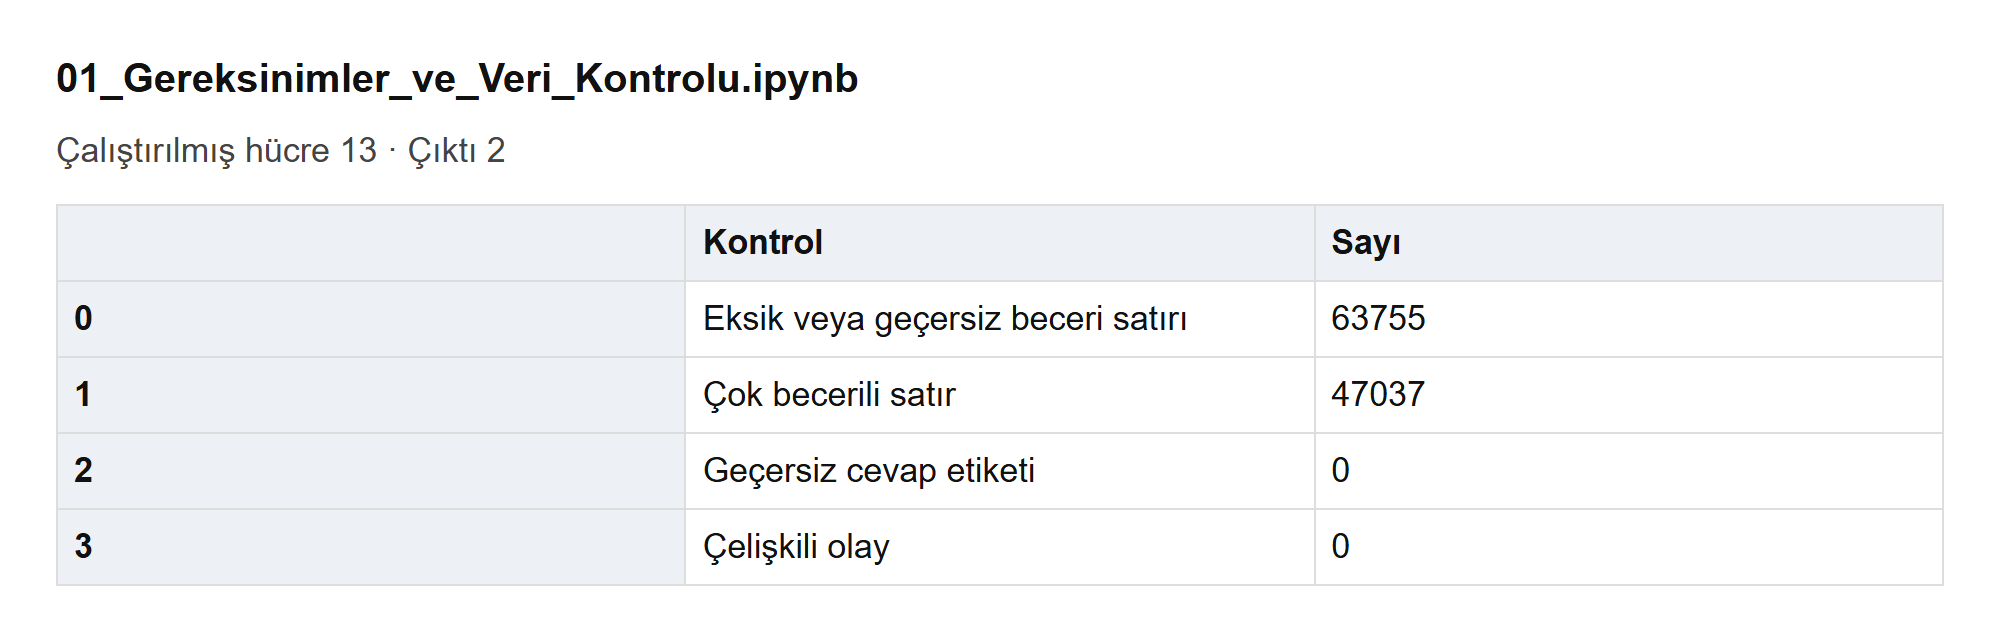 01_Gereksinimler_ve_Veri_Kontrolu.ipynb
Çalıştırılmış hücre 13 · Çıktı 2
Kontrol Sayı
0 Eksik veya geçersiz beceri satırı 63755
1 Çok becerili satır 47037
2 Geçersiz cevap etiketi 0
3 Çelişkili olay 0